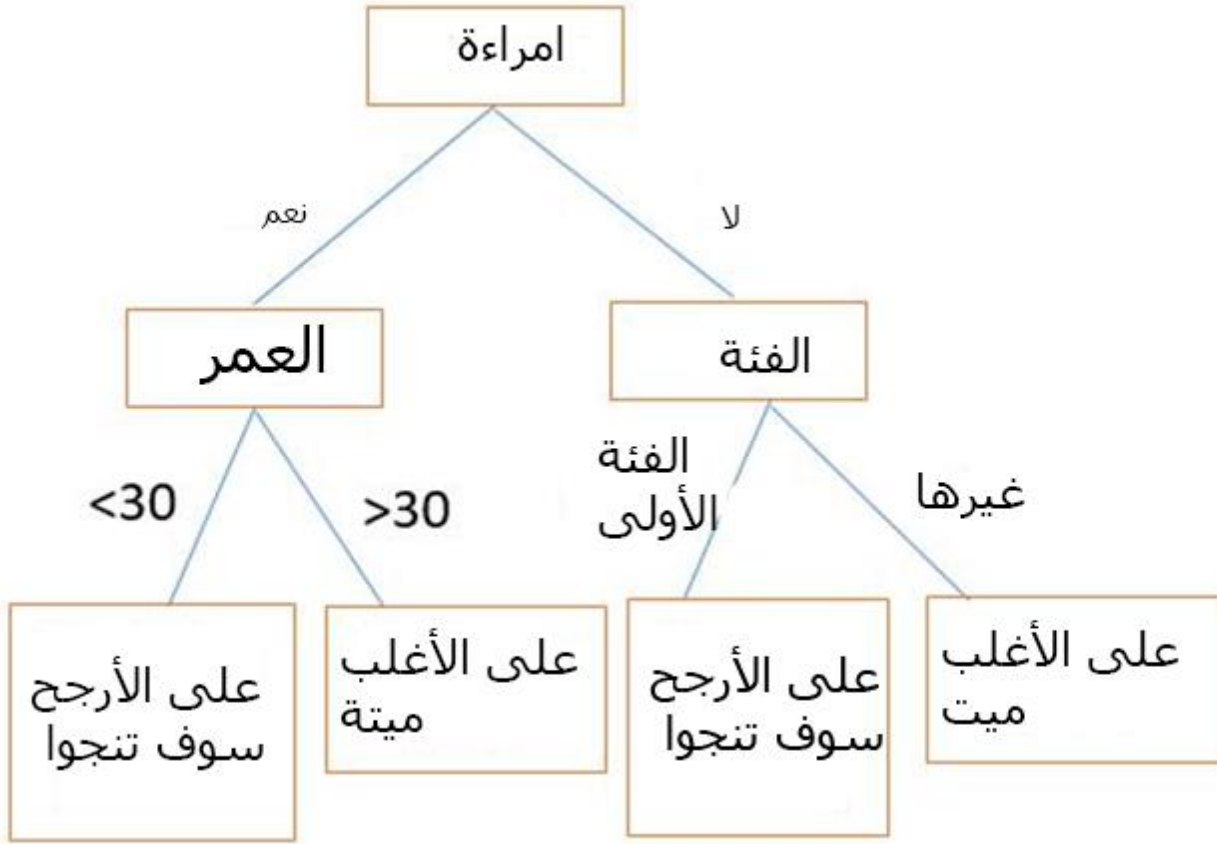 امراءة
نعم
لا
العمر
الفئة
<30
>30
الفئة
الأولى
غيرها
على الأرجح
سوف تنجوا
على الأغلب
ميتة
على الأرجح
سوف تنجوا
على الأغلب
ميت